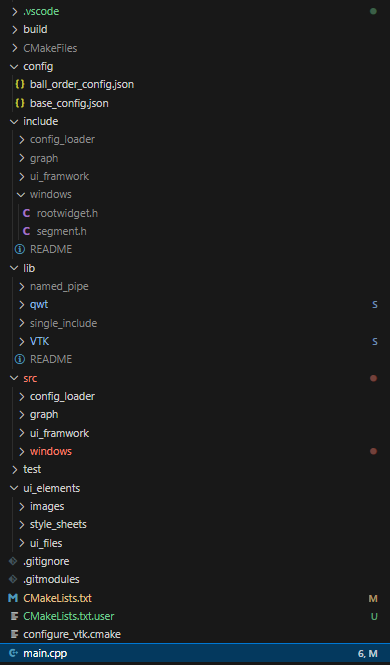 .vscode
build
CMakeFiles
config
{} ball_order_config.json
{} base_config.json
include
config_loader
graph
ui_framwork
windows
C rootwidget.h
C segment.h
README
lib
named_pipe
qwt S
single_include
VTK S
README
src
config_loader
graph
ui_framwork
windows
test
ui_elements
images
style_sheets
ui_files
.gitignore
.gitmodules
M CMakeLists.txt M
CMakeLists.txt.user U
configure_vtk.cmake
main.cpp 6, M